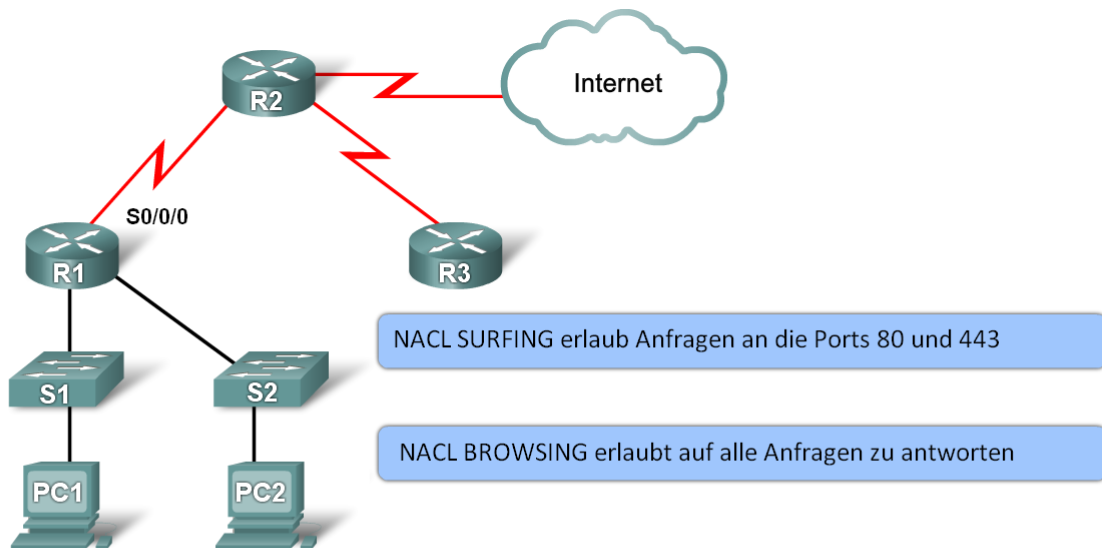 Internet
R2
S0/0/0
R1
R3
NACL SURFING erlaub Anfragen an die Ports 80 und 443
S1
S2
NACL BROWSING erlaubt auf alle Anfragen zu antworten
PC1
PC2